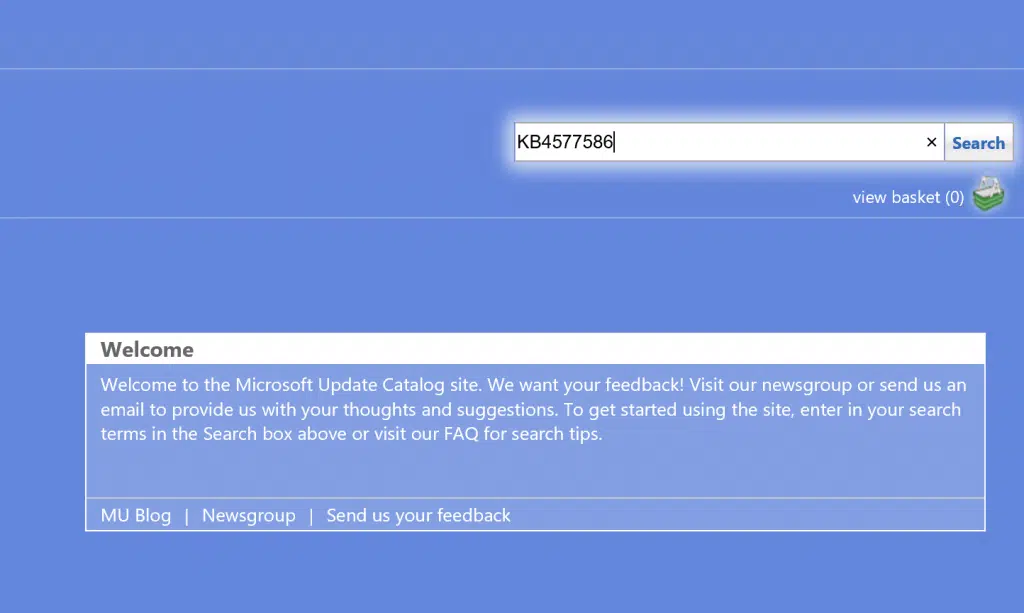 KB4577586 × Search
view basket (0)
Welcome
Welcome to the Microsoft Update Catalog site. We want your feedback! Visit our newsgroup or send us an
email to provide us with your thoughts and suggestions. To get started using the site, enter in your search
terms in the Search box above or visit our FAQ for search tips.
MU Blog | Newsgroup | Send us your feedback